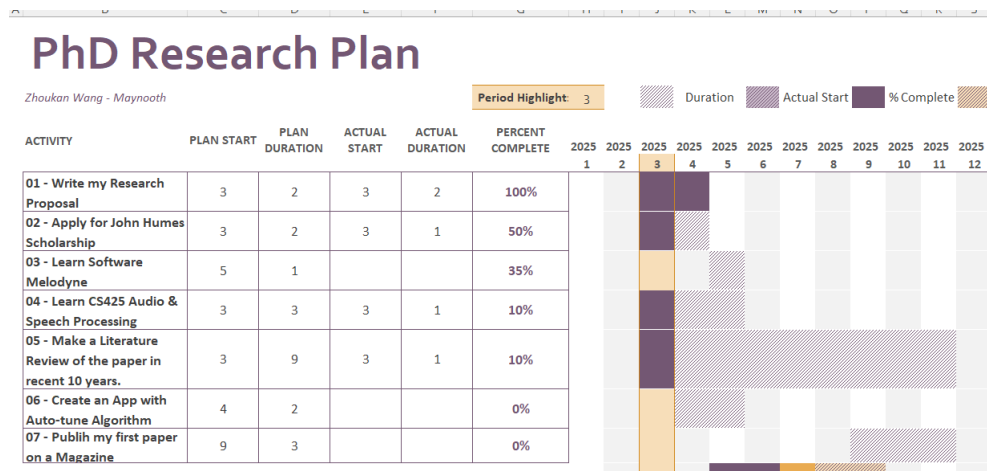 PhD Research Plan
Zhoukan Wang - Maynooth
Period Highlight: 3
Duration
Actual Start
% Complete
ACTIVITY
PLAN START
PLAN
DURATION
ACTUAL
START
ACTUAL
DURATION
PERCENT
COMPLETE
2025 2025 2025 2025 2025 2025 2025 2025 2025 2025 2025 2025
1 2 3 4 5 6 7 8 9 10 11 12
01 - Write my Research
Proposal
3 2 3 2 100%
02 - Apply for John Humes
Scholarship
3 2 3 1 50%
03 - Learn Software
Melodyne
5 1 35%
04 - Learn CS425 Audio &
Speech Processing
3 3 3 1 10%
05 - Make a Literature
Review of the paper in
recent 10 years.
3 9 3 1 10%
06 - Create an App with
Auto-tune Algorithm
4 2 0%
07 - Publih my first paper
on a Magazine
9 3 0%